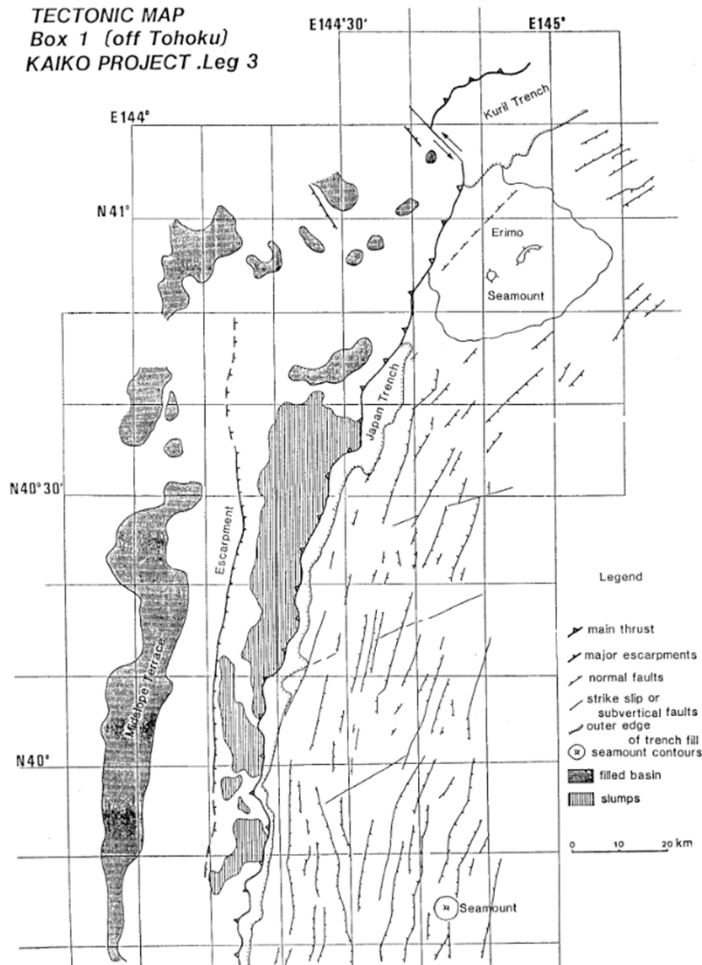 TECTONIC MAP
Box 1 (off Tohoku)
KAIKO PROJECT .Leg 3
E144°30'
E145°
E144°
Kuril Trench
N41°
Erimo
Seamount
Japan Trench
N40°30'
Escarpment
Legend
main thrust
major escarpments
normal faults
strike slip or
subvertical faults
outer edge
of trench fill
seamount contours
filled basin
slumps
Midslope Terrace
N40°
0 10 20 km
Seamount